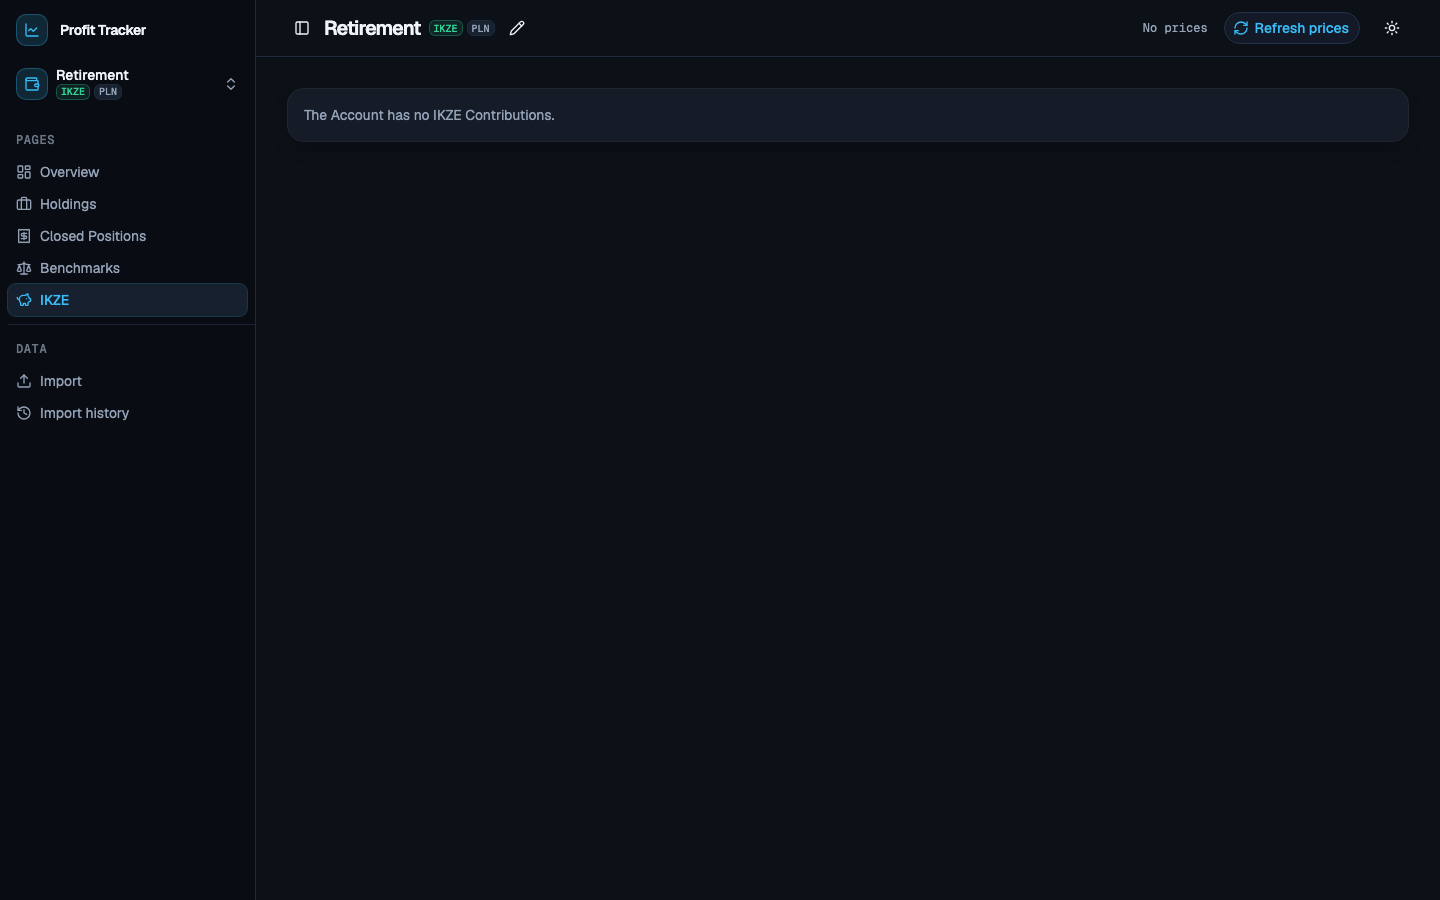 Profit Tracker
Retirement
IKZE PLN
PAGES
Overview
Holdings
Closed Positions
Benchmarks
IKZE
DATA
Import
Import history
Retirement IKZE PLN
No prices
Refresh prices
The Account has no IKZE Contributions.